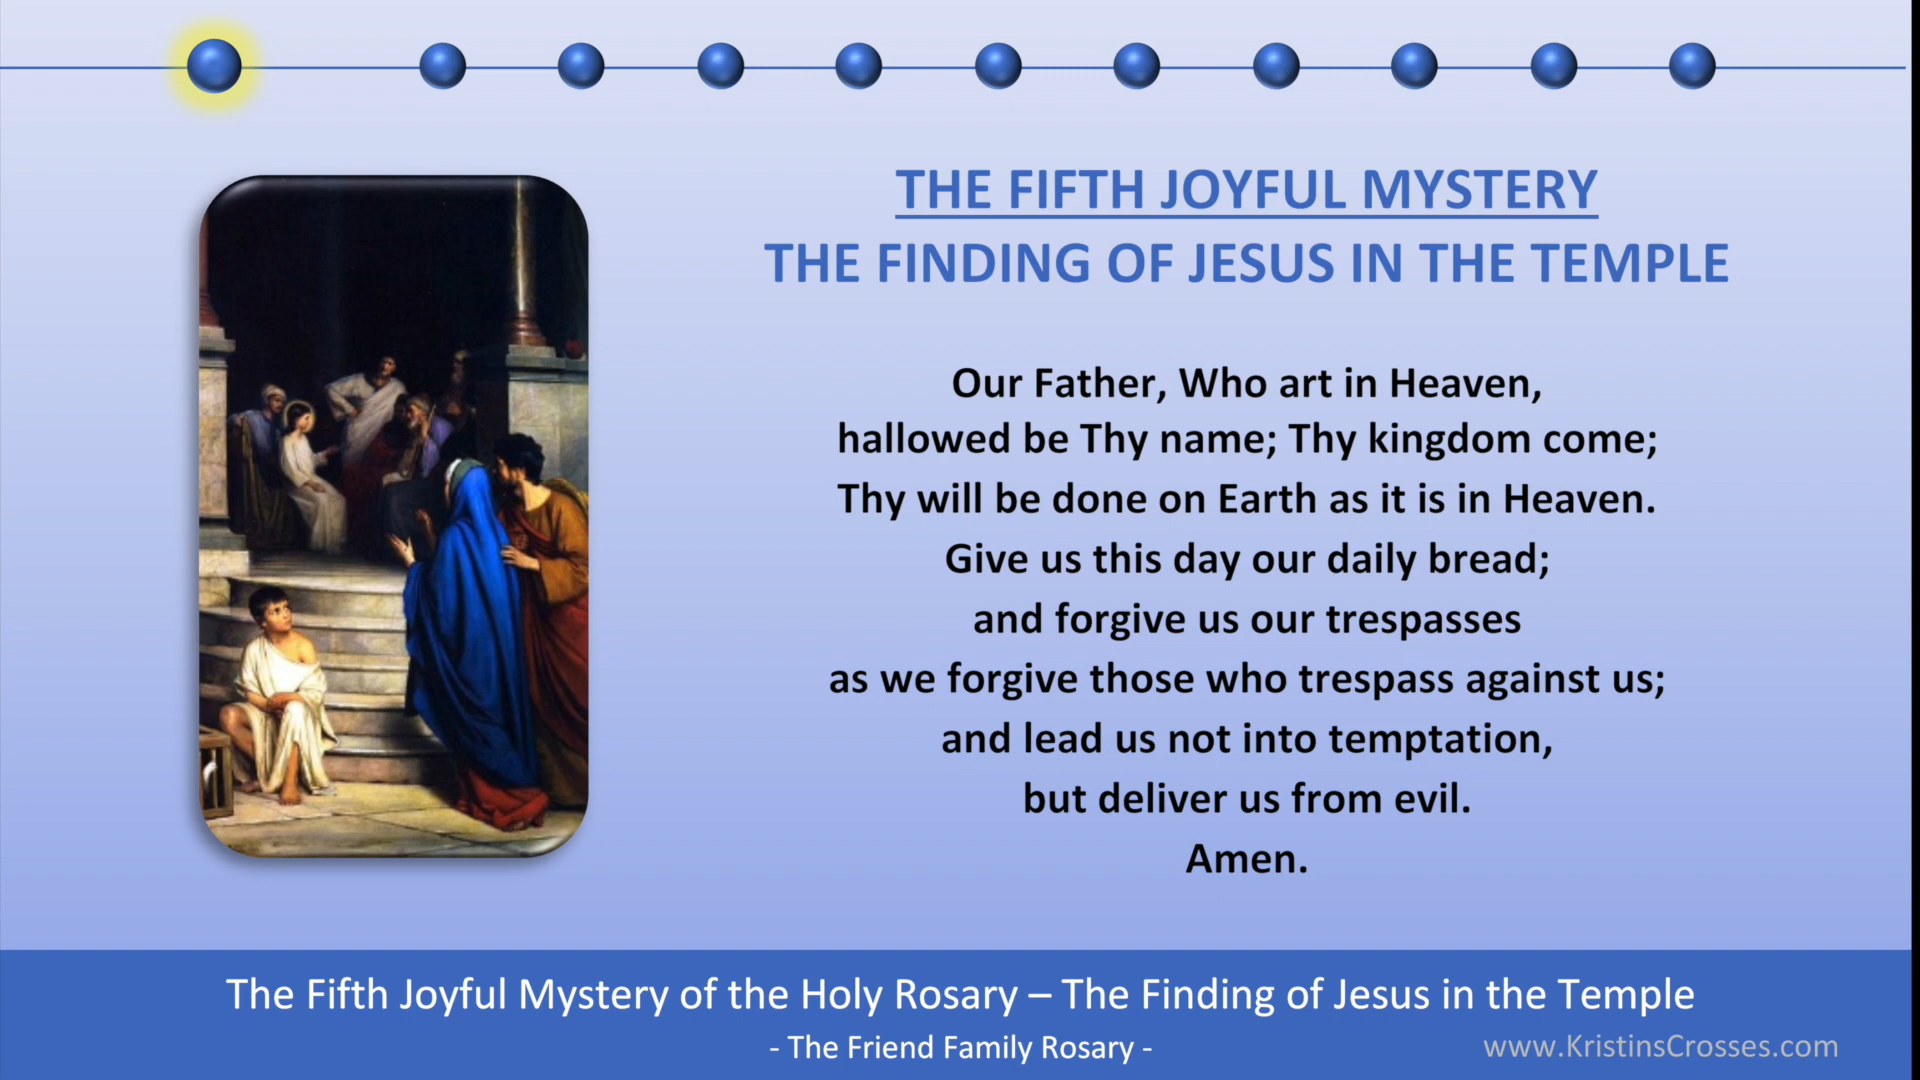 THE FIFTH JOYFUL MYSTERY
THE FINDING OF JESUS IN THE TEMPLE
Our Father, Who art in Heaven,
hallowed be Thy name; Thy kingdom come;
Thy will be done on Earth as it is in Heaven.
Give us this day our daily bread;
and forgive us our trespasses
as we forgive those who trespass against us;
and lead us not into temptation,
but deliver us from evil.
Amen.
The Fifth Joyful Mystery of the Holy Rosary – The Finding of Jesus in the Temple
- The Friend Family Rosary -
www.KristinsCrosses.com